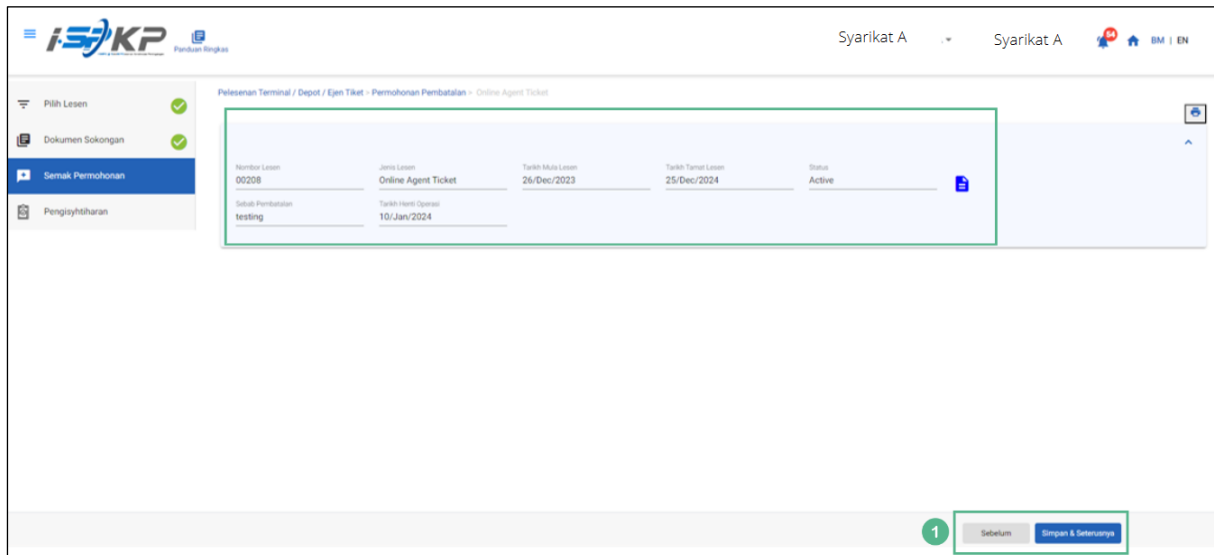 i-SPKP
Panduan Ringkas
Syarikat A
Syarikat A
54
BM | EN
Pilih Lesen
Dokumen Sokongan
Semak Permohonan
Pengisyhtiharan
Pelesenan Terminal / Depot / Ejen Tiket > Permohonan Pembatalan > Online Agent Ticket
Nombor Lesen Jenis Lesen Tarikh Mula Lesen Tarikh Tamat Lesen Status
00208 Online Agent Ticket 26/Dec/2023 25/Dec/2024 Active
Sebab Pembatalan Tarikh Henti Operasi
testing 10/Jan/2024
1 Sebelum Simpan & Seterusnya